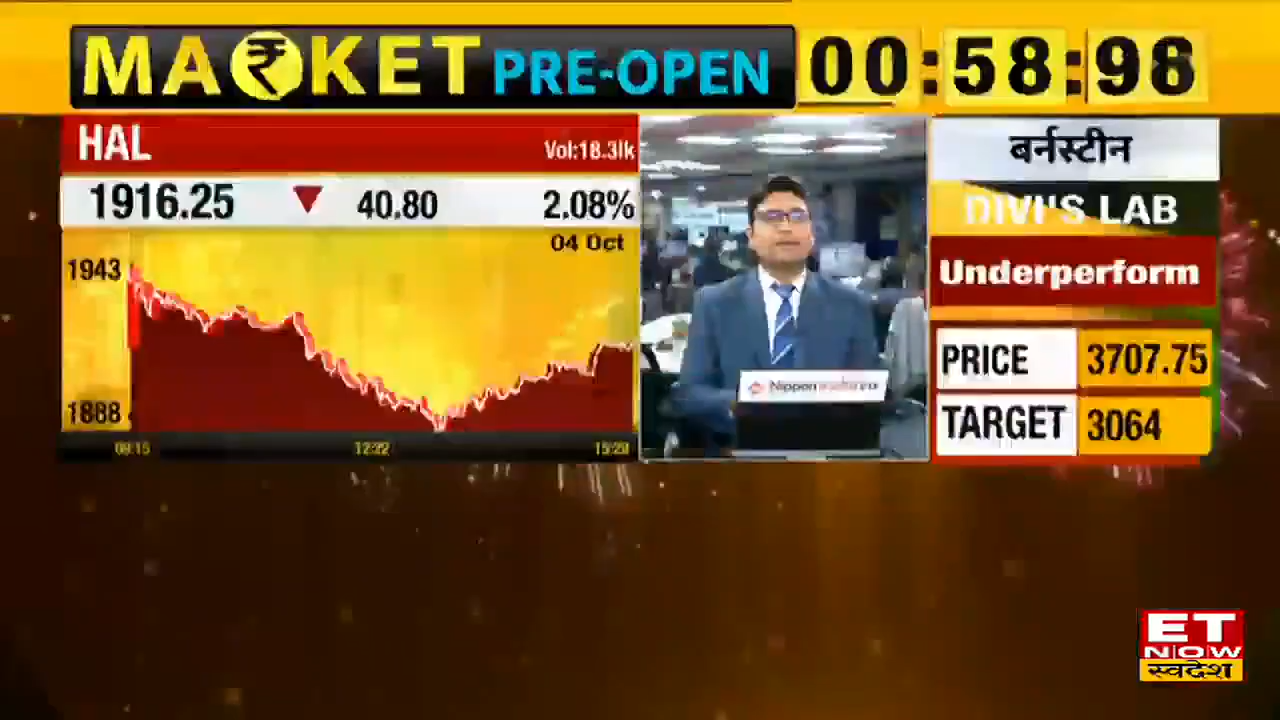 MA₹KET PRE-OPEN 00:58:98
HAL
Vol:18.3lk
1916.25 ▼ 40.80 2.08%
04 Oct
1943
1888
09:15 12:22 15:29
Nippon
बर्नस्टीन
DIVI'S LAB
Underperform
PRICE 3707.75
TARGET 3064
ET
NOW
स्वदेश